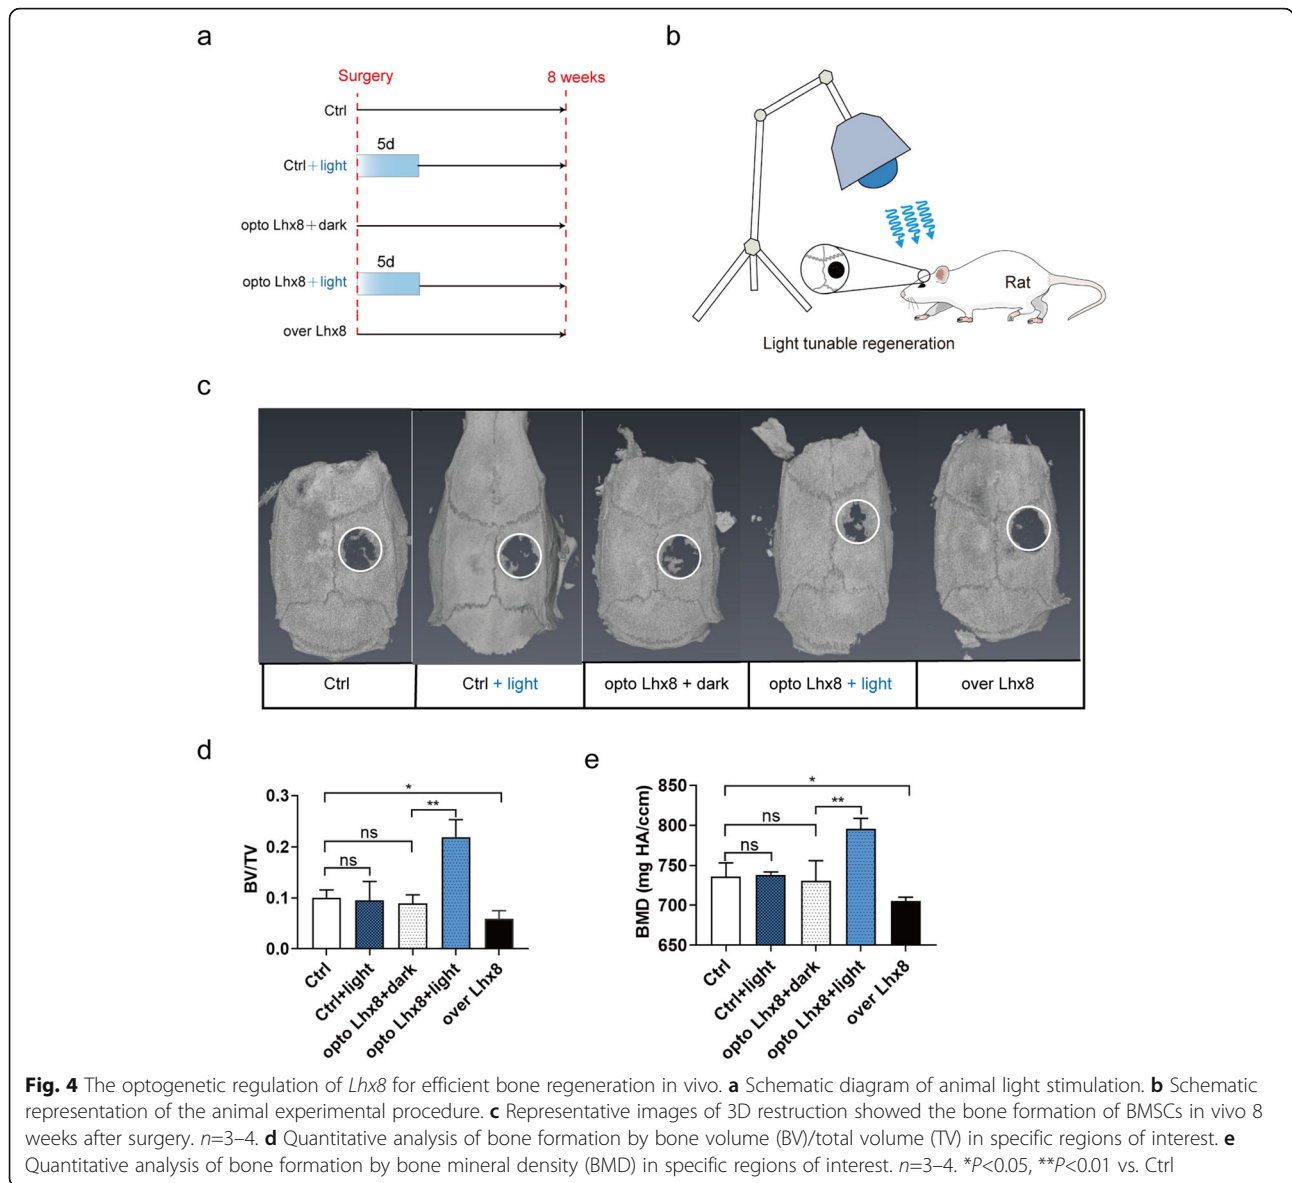 a
Surgery
8 weeks
Ctrl
5d
Ctrl+light
opto Lhx8+dark
5d
opto Lhx8+light
over Lhx8
b
Rat
Light tunable regeneration
c
Ctrl
Ctrl + light
opto Lhx8 + dark
opto Lhx8 + light
over Lhx8
d
BV/TV
0.3
0.2
0.1
0.0
*
**
ns
ns
Ctrl
Ctrl+light
opto Lhx8+dark
opto Lhx8+light
over Lhx8
e
BMD (mg HA/ccm)
850
800
750
700
650
*
**
ns
ns
Ctrl
Ctrl+light
opto Lhx8+dark
opto Lhx8+light
over Lhx8
Fig. 4 The optogenetic regulation of Lhx8 for efficient bone regeneration in vivo. a Schematic diagram of animal light stimulation. b Schematic
representation of the animal experimental procedure. c Representative images of 3D restruction showed the bone formation of BMSCs in vivo 8
weeks after surgery. n=3–4. d Quantitative analysis of bone formation by bone volume (BV)/total volume (TV) in specific regions of interest. e
Quantitative analysis of bone formation by bone mineral density (BMD) in specific regions of interest. n=3–4. *P<0.05, **P<0.01 vs. Ctrl